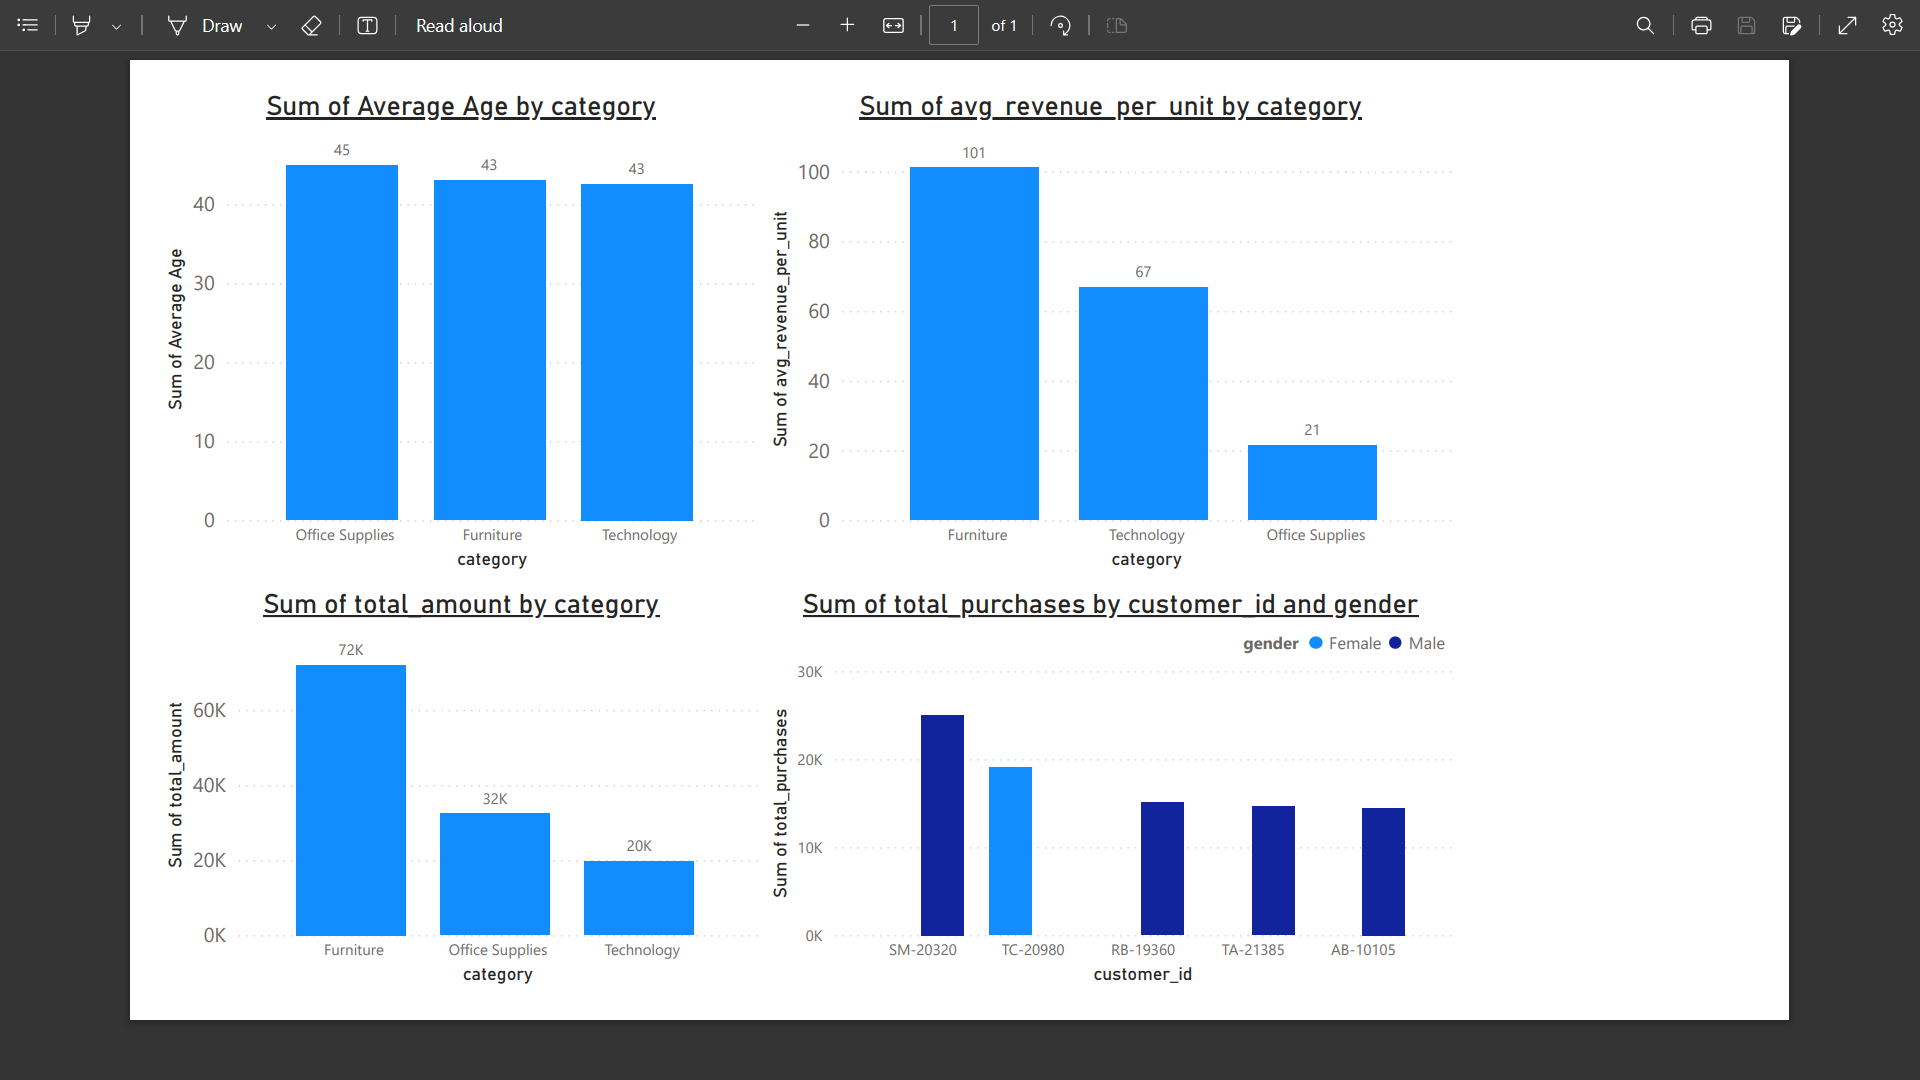 Draw
Read aloud
1
of 1
Sum of Average Age by category
Sum of Average Age
40
30
20
10
0
45
43
43
Office Supplies
Furniture
Technology
category
Sum of avg_revenue_per_unit by category
Sum of avg_revenue_per_unit
100
80
60
40
20
0
101
67
21
Furniture
Technology
Office Supplies
category
Sum of total_amount by category
Sum of total_amount
60K
40K
20K
0K
72K
32K
20K
Furniture
Office Supplies
Technology
category
Sum of total_purchases by customer_id and gender
gender Female Male
Sum of total_purchases
30K
20K
10K
0K
SM-20320
TC-20980
RB-19360
TA-21385
AB-10105
customer_id